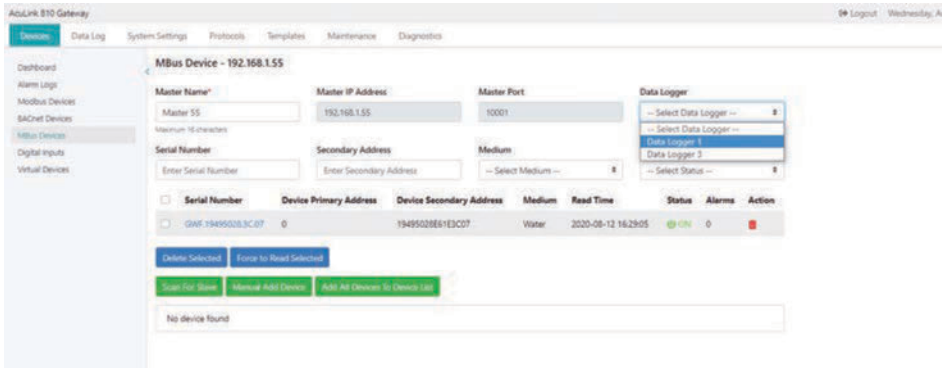 AcuLink 810 Gateway
Logout Wednesday, A
Devices Data Log System Settings Protocols Templates Maintenance Diagnostics
Dashboard
Alarm Logs
Modbus Devices
BACnet Devices
MBus Devices
Digital Inputs
Virtual Devices
MBus Device - 192.168.1.55
Master Name* Master IP Address Master Port Data Logger
Master 55 192.168.1.55 10001 -- Select Data Logger --
Maximum 16 characters
-- Select Data Logger --
Data Logger 1
Data Logger 3
Serial Number Secondary Address Medium
Enter Serial Number Enter Secondary Address -- Select Medium -- -- Select Status --
Serial Number Device Primary Address Device Secondary Address Medium Read Time Status Alarms Action
0 19495028E61E3C07 Water 2020-08-12 16:29:05 ON 0
Delete Selected Force to Read Selected
Scan For Slave Manual Add Device Add All Devices To Device List
No device found